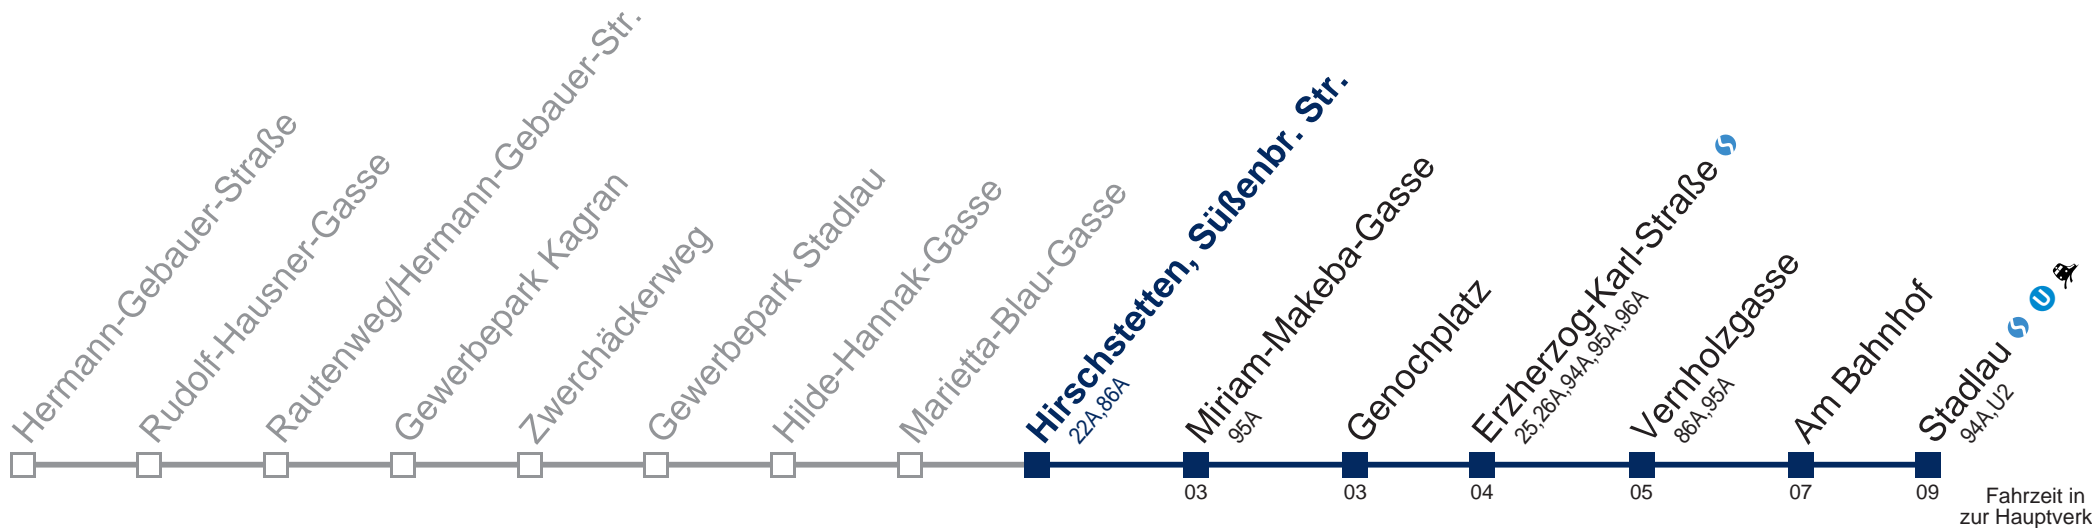 Hermann-Gebauer-Straße
Rudolf-Hausner-Gasse
Rautenweg/Hermann-Gebauer-Str.
Gewerbepark Kagran
Zwerchäckerweg
Gewerbepark Stadlau
Hilde-Hannak-Gasse
Marietta-Blau-Gasse
Hirschstetten, Süßenbr. Str.
22A,86A
Miriam-Makeba-Gasse
95A
Genochplatz
Erzherzog-Karl-Straße S
25,26A,94A,95A,96A
Vernholzgasse
86A,95A
Am Bahnhof
Stadlau S U
94A,U2
03
03
04
05
07
09
Fahrzeit in
zur Hauptverk